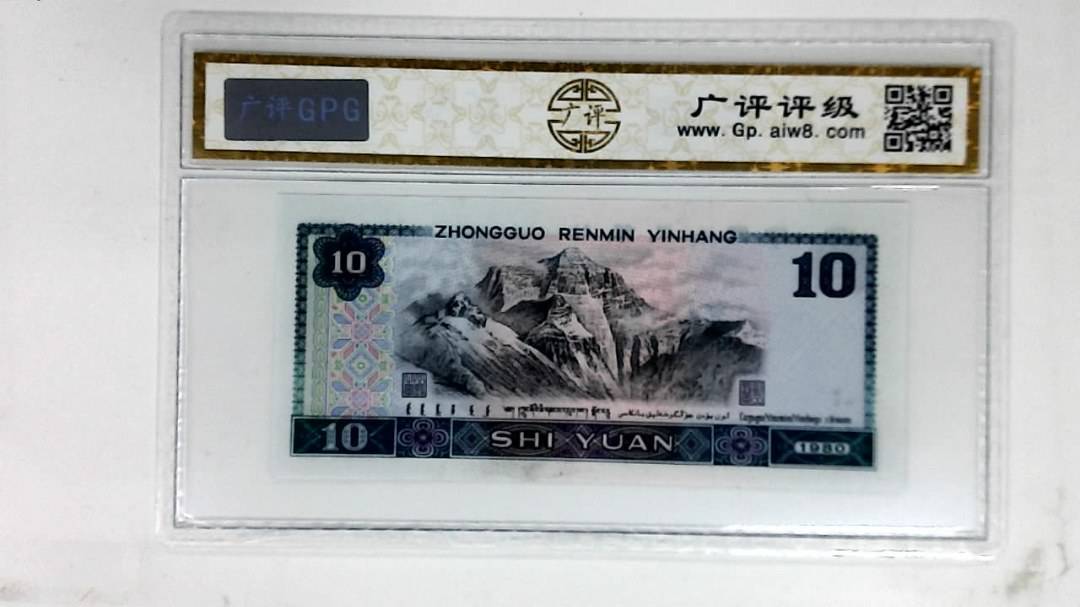 广评GPG
广评
广评评级
www. Gp. aiw8. com
ZHONGGUO RENMIN YINHANG
10
10
10
SHI YUAN
1980